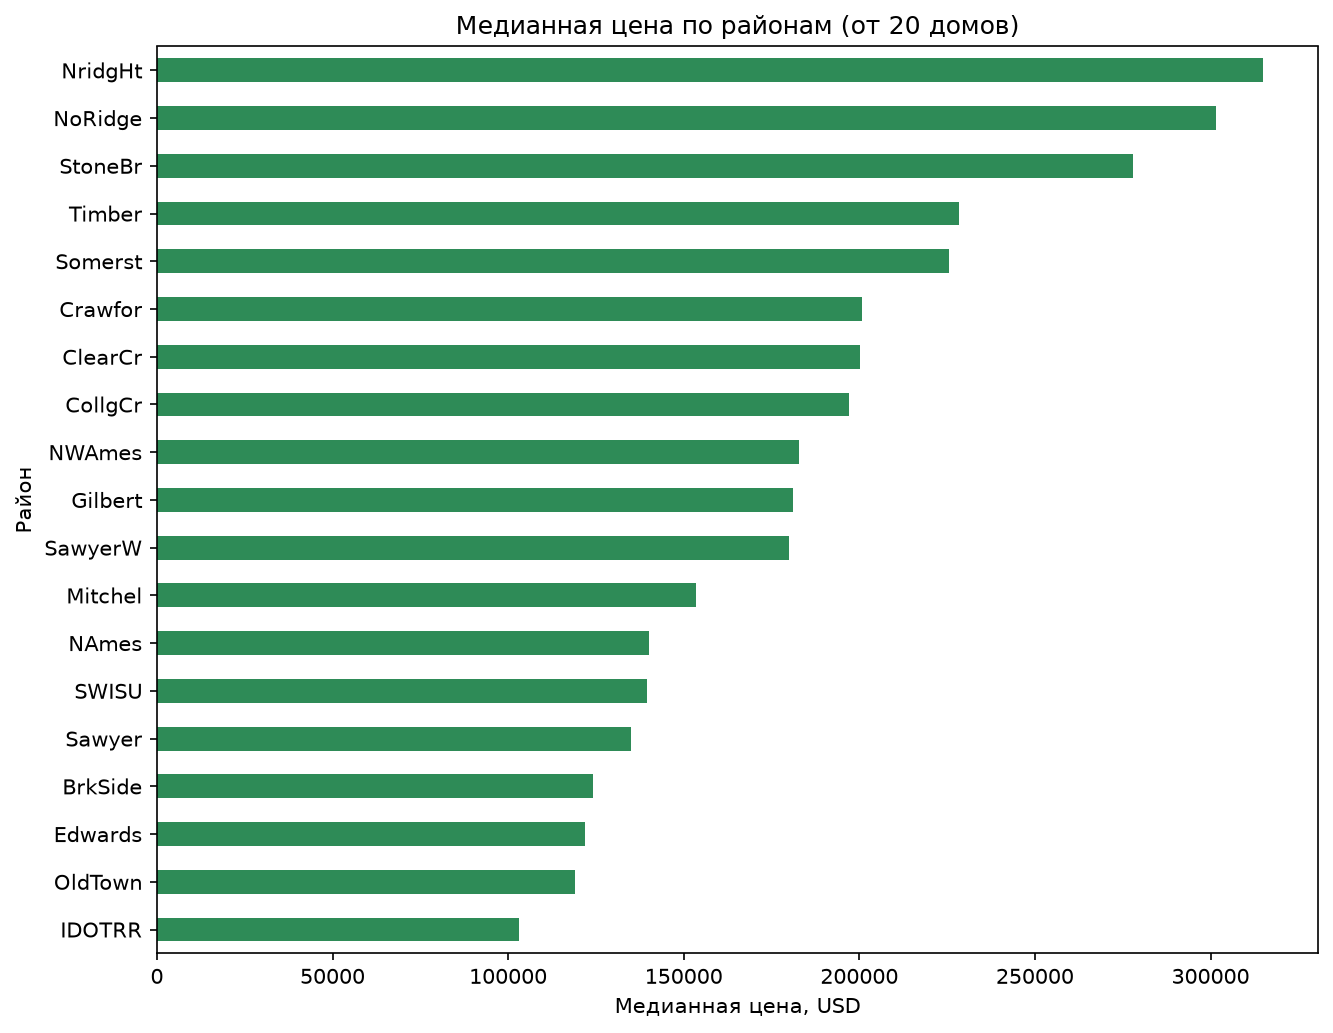 Медианная цена по районам (от 20 домов)
Район
NridgHt
NoRidge
StoneBr
Timber
Somerst
Crawfor
ClearCr
CollgCr
NWAmes
Gilbert
SawyerW
Mitchel
NAmes
SWISU
Sawyer
BrkSide
Edwards
OldTown
IDOTRR
0 50000 100000 150000 200000 250000 300000
Медианная цена, USD